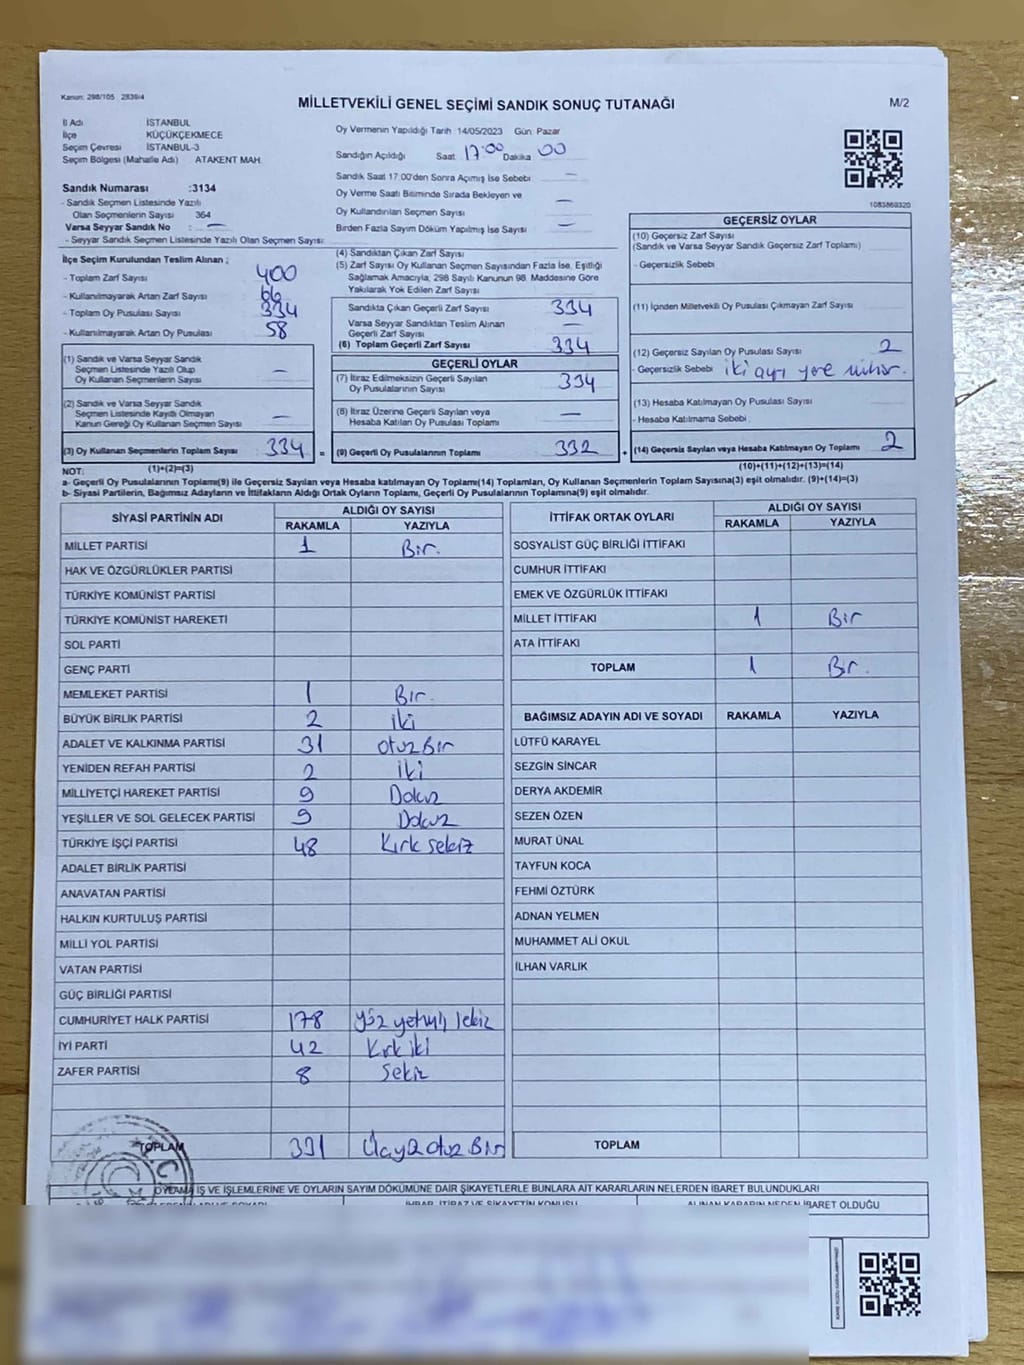 Kanun: 298/105 2839/4
MİLLETVEKİLİ GENEL SEÇİMİ SANDIK SONUÇ TUTANAĞI
M/2
İl Adı İSTANBUL
İlçe KÜÇÜKÇEKMECE
Seçim Çevresi İSTANBUL-3
Seçim Bölgesi (Mahalle Adı) ATAKENT MAH.
Sandık Numarası :3134
- Sandık Seçmen Listesinde Yazılı
Olan Seçmenlerin Sayısı 364
Varsa Seyyar Sandık No : —
- Seyyar Sandık Seçmen Listesinde Yazılı Olan Seçmen Sayısı:
İlçe Seçim Kurulundan Teslim Alınan :
- Toplam Zarf Sayısı 400
- Kullanılmayarak Artan Zarf Sayısı 66
- Toplam Oy Pusulası Sayısı 334
- Kullanılmayarak Artan Oy Pusulası 58
(1) Sandık ve Varsa Seyyar Sandık
Seçmen Listesinde Yazılı Olup
Oy Kullanan Seçmenlerin Sayısı —
(2) Sandık ve Varsa Seyyar Sandık
Seçmen Listesinde Kayıtlı Olmayan
Kanun Gereği Oy Kullanan Seçmen Sayısı —
(3) Oy Kullanan Seçmenlerin Toplam Sayısı 334 =
Oy Vermenin Yapıldığı Tarih 14/05/2023 Gün: Pazar
Sandığın Açıldığı Saat 17:00 Dakika 00
Sandık Saat 17.00'den Sonra Açılmış İse Sebebi —
Oy Verme Saati Bitiminde Sırada Bekleyen ve
Oy Kullandırılan Seçmen Sayısı —
Birden Fazla Sayım Döküm Yapılmış İse Sayısı —
(4) Sandıktan Çıkan Zarf Sayısı
(5) Zarf Sayısı Oy Kullanan Seçmen Sayısından Fazla İse, Eşitliği
Sağlamak Amacıyla, 298 Sayılı Kanunun 98. Maddesine Göre
Yakılarak Yok Edilen Zarf Sayısı
Sandıkta Çıkan Geçerli Zarf Sayısı 334
Varsa Seyyar Sandıktan Teslim Alınan
Geçerli Zarf Sayısı —
(6) Toplam Geçerli Zarf Sayısı 334
GEÇERLİ OYLAR
(7) İtiraz Edilmeksizin Geçerli Sayılan
Oy Pusulalarının Sayısı 334
(8) İtiraz Üzerine Geçerli Sayılan veya
Hesaba Katılan Oy Pusulası Toplamı —
(9) Geçerli Oy Pusulalarının Toplamı 332 +
1083869320
GEÇERSİZ OYLAR
(10) Geçersiz Zarf Sayısı
(Sandık ve Varsa Seyyar Sandık Geçersiz Zarf Toplamı)
- Geçersizlik Sebebi
(11) İçinden Milletvekili Oy Pusulası Çıkmayan Zarf Sayısı
(12) Geçersiz Sayılan Oy Pusulası Sayısı 2
- Geçersizlik Sebebi iki ayrı yere mühür.
(13) Hesaba Katılmayan Oy Pusulası Sayısı
- Hesaba Katılmama Sebebi
(14) Geçersiz Sayılan veya Hesaba Katılmayan Oy Toplamı 2
NOT: (1)+(2)=(3) (10)+(11)+(12)+(13)=(14)
a- Geçerli Oy Pusulalarının Toplamı(9) ile Geçersiz Sayılan veya Hesaba katılmayan Oy Toplamı(14) Toplamları, Oy Kullanan Seçmenlerin Toplam Sayısına(3) eşit olmalıdır. (9)+(14)=(3)
b- Siyasi Partilerin, Bağımsız Adayların ve İttifakların Aldığı Ortak Oyların Toplamı, Geçerli Oy Pusulalarının Toplamına(9) eşit olmalıdır.
SİYASİ PARTİNİN ADI ALDIĞI OY SAYISI
RAKAMLA YAZIYLA
MİLLET PARTİSİ 1 Bir.
HAK VE ÖZGÜRLÜKLER PARTİSİ
TÜRKİYE KOMÜNİST PARTİSİ
TÜRKİYE KOMÜNİST HAREKETİ
SOL PARTİ
GENÇ PARTİ
MEMLEKET PARTİSİ 1 Bir.
BÜYÜK BİRLİK PARTİSİ 2 iki
ADALET VE KALKINMA PARTİSİ 31 otuz Bir
YENİDEN REFAH PARTİSİ 2 İki
MİLLİYETÇİ HAREKET PARTİSİ 9 Dokuz
YEŞİLLER VE SOL GELECEK PARTİSİ 9 Dokuz
TÜRKİYE İŞÇİ PARTİSİ 48 Kırk sekiz
ADALET BİRLİK PARTİSİ
ANAVATAN PARTİSİ
HALKIN KURTULUŞ PARTİSİ
MİLLİ YOL PARTİSİ
VATAN PARTİSİ
GÜÇ BİRLİĞİ PARTİSİ
CUMHURİYET HALK PARTİSİ 178 yüz yetmiş sekiz
İYİ PARTİ 42 Kırk iki
ZAFER PARTİSİ 8 Sekiz
TOPLAM 331 Üçyüz otuz Bir
İTTİFAK ORTAK OYLARI ALDIĞI OY SAYISI
RAKAMLA YAZIYLA
SOSYALİST GÜÇ BİRLİĞİ İTTİFAKI
CUMHUR İTTİFAKI
EMEK VE ÖZGÜRLÜK İTTİFAKI
MİLLET İTTİFAKI 1 Bir
ATA İTTİFAKI
TOPLAM 1 Bir.
BAĞIMSIZ ADAYIN ADI VE SOYADI RAKAMLA YAZIYLA
LÜTFÜ KARAYEL
SEZGİN SİNCAR
DERYA AKDEMİR
SEZEN ÖZEN
MURAT ÜNAL
TAYFUN KOCA
FEHMİ ÖZTÜRK
ADNAN YELMEN
MUHAMMET ALİ OKUL
İLHAN VARLIK
TOPLAM
OYLAMA İŞ VE İŞLEMLERİNE VE OYLARIN SAYIM DÖKÜMÜNE DAİR ŞİKAYETLERLE BUNLARA AİT KARARLARIN NELERDEN İBARET BULUNDUKLARI
İHBAR, İTİRAZ VE ŞİKAYETİN KONUSU ALINAN KARARIN NEDEN İBARET OLDUĞU